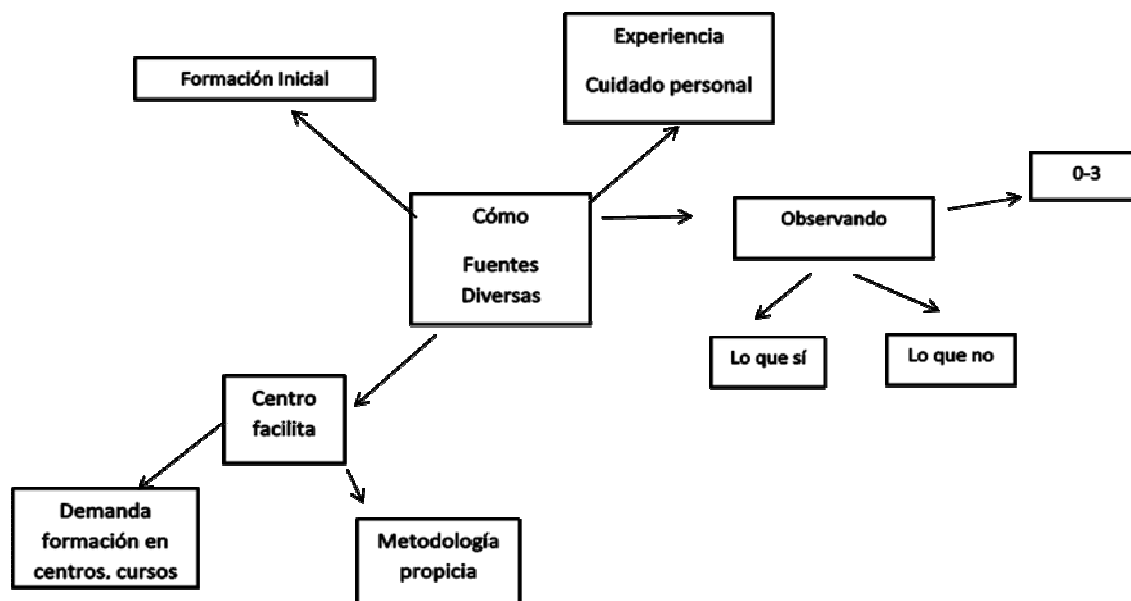 Experiencia
Cuidado personal
Formación Inicial
0-3
Cómo
Fuentes
Diversas
Observando
Lo que sí
Lo que no
Centro
facilita
Demanda
formación en
centros. cursos
Metodología
propicia